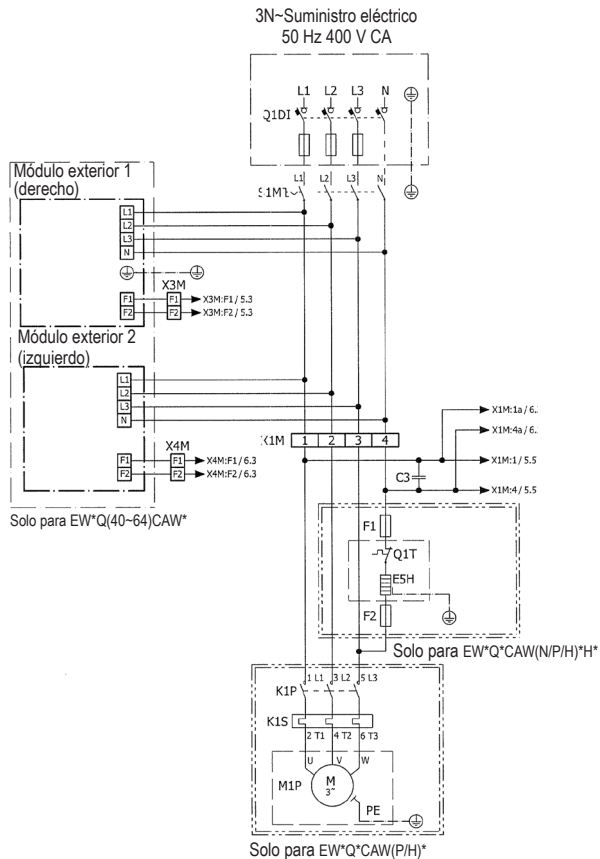 3N~Suministro eléctrico
50 Hz 400 V CA
L1 L2 L3 N
Q1DI
L1 L2 L3 N
S1M
Módulo exterior 1
(derecho)
L1
L2
L3
N
X3M
F1 F1 X3M:F1 / 5.3
F2 F2 X3M:F2 / 5.3
Módulo exterior 2
(izquierdo)
L1
L2
L3
N
X4M
F1 F1 X4M:F1/ 6.3
F2 F2 X4M:F2/ 6.3
Solo para EW*Q(40~64)CAW*
X1M 1 2 3 4
X1M:1a / 6.
X1M:4a / 6.
X1M:1 / 5.5
C3
X1M:4 / 5.5
F1
Q1T
E5H
F2
Solo para EW*Q*CAW(N/P/H)*H*
1 L1 3 L2 5 L3
K1P
K1S
2 T1 4 T2 6 T3
U V W
M1P M
3~
PE
Solo para EW*Q*CAW(P/H)*